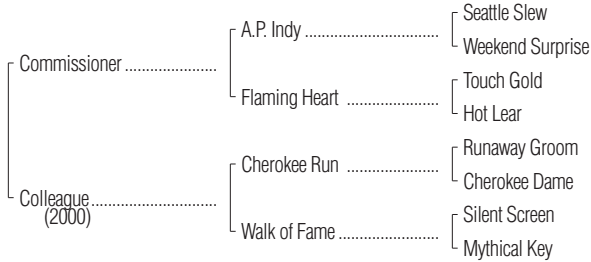 Seattle Slew
A.P. Indy ..............................
Weekend Surprise
Commissioner .....................
Touch Gold
Flaming Heart .....................
Hot Lear
Runaway Groom
Cherokee Run .....................
Cherokee Dame
Colleague.............................
(2000)
Silent Screen
Walk of Fame .......................
Mythical Key